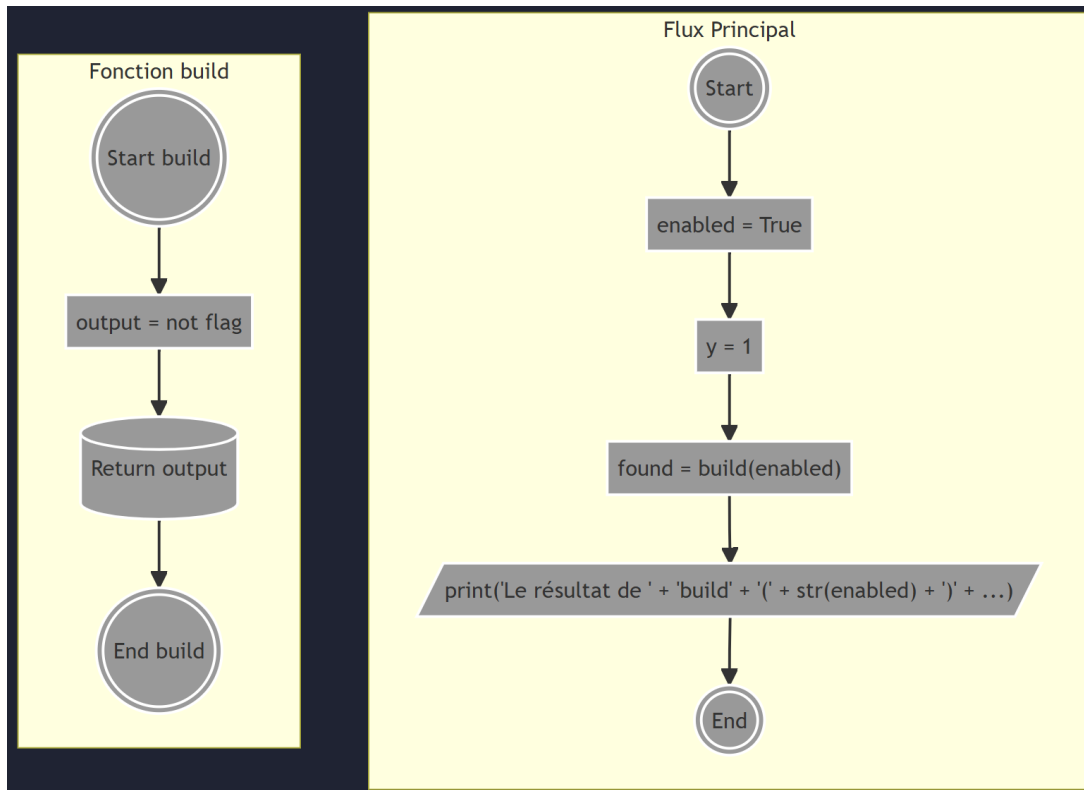 Fonction build
Start build
output = not flag
Return output
End build
Flux Principal
Start
enabled = True
y = 1
found = build(enabled)
print('Le résultat de ' + 'build' + '(' + str(enabled) + ')' + ...)
End